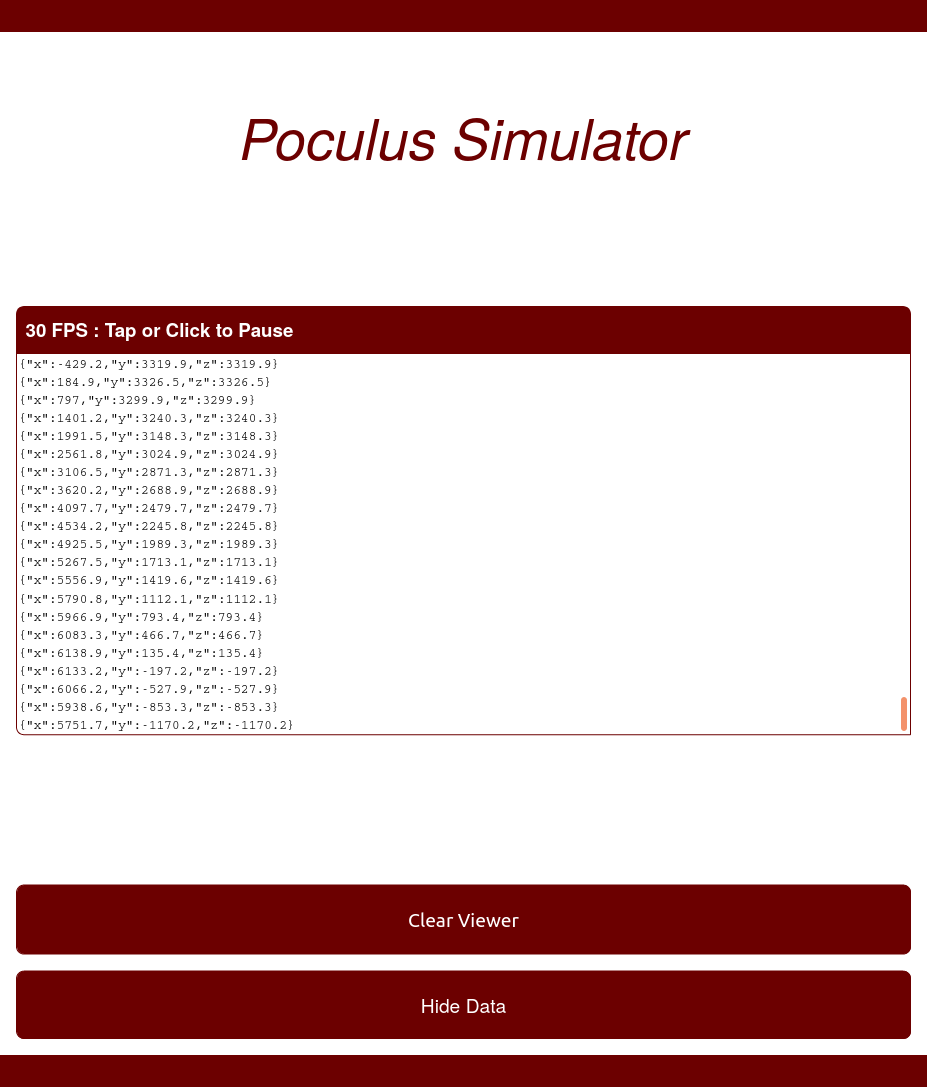 Poculus Simulator
30 FPS : Tap or Click to Pause
{"x":-429.2,"y":3319.9,"z":3319.9}
{"x":184.9,"y":3326.5,"z":3326.5}
{"x":797,"y":3299.9,"z":3299.9}
{"x":1401.2,"y":3240.3,"z":3240.3}
{"x":1991.5,"y":3148.3,"z":3148.3}
{"x":2561.8,"y":3024.9,"z":3024.9}
{"x":3106.5,"y":2871.3,"z":2871.3}
{"x":3620.2,"y":2688.9,"z":2688.9}
{"x":4097.7,"y":2479.7,"z":2479.7}
{"x":4534.2,"y":2245.8,"z":2245.8}
{"x":4925.5,"y":1989.3,"z":1989.3}
{"x":5267.5,"y":1713.1,"z":1713.1}
{"x":5556.9,"y":1419.6,"z":1419.6}
{"x":5790.8,"y":1112.1,"z":1112.1}
{"x":5966.9,"y":793.4,"z":793.4}
{"x":6083.3,"y":466.7,"z":466.7}
{"x":6138.9,"y":135.4,"z":135.4}
{"x":6133.2,"y":-197.2,"z":-197.2}
{"x":6066.2,"y":-527.9,"z":-527.9}
{"x":5938.6,"y":-853.3,"z":-853.3}
{"x":5751.7,"y":-1170.2,"z":-1170.2}
Clear Viewer
Hide Data